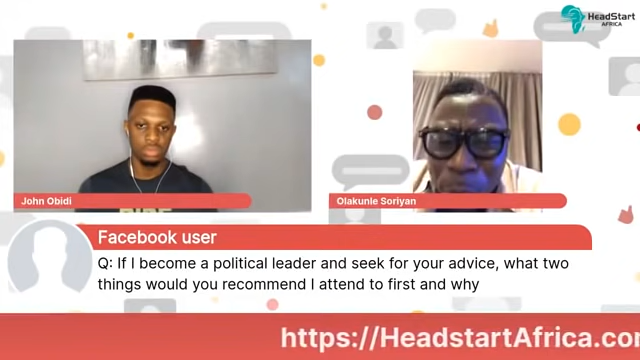 HeadStart
AFRICA
John Obidi
Olakunle Soriyan
Facebook user
Q: If I become a political leader and seek for your advice, what two
things would you recommend I attend to first and why
https://HeadstartAfrica.co